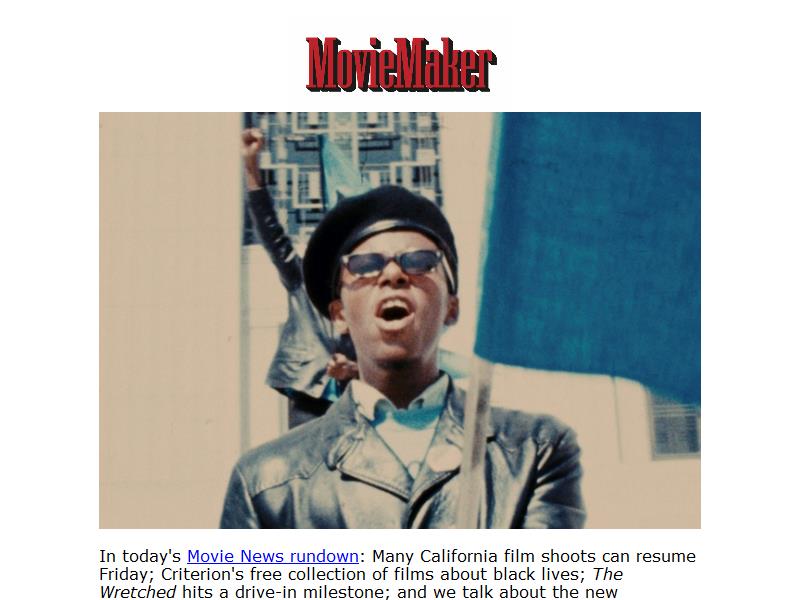 MovieMaker
In today's Movie News rundown: Many California film shoots can resume
Friday; Criterion's free collection of films about black lives; The
Wretched hits a drive-in milestone; and we talk about the new